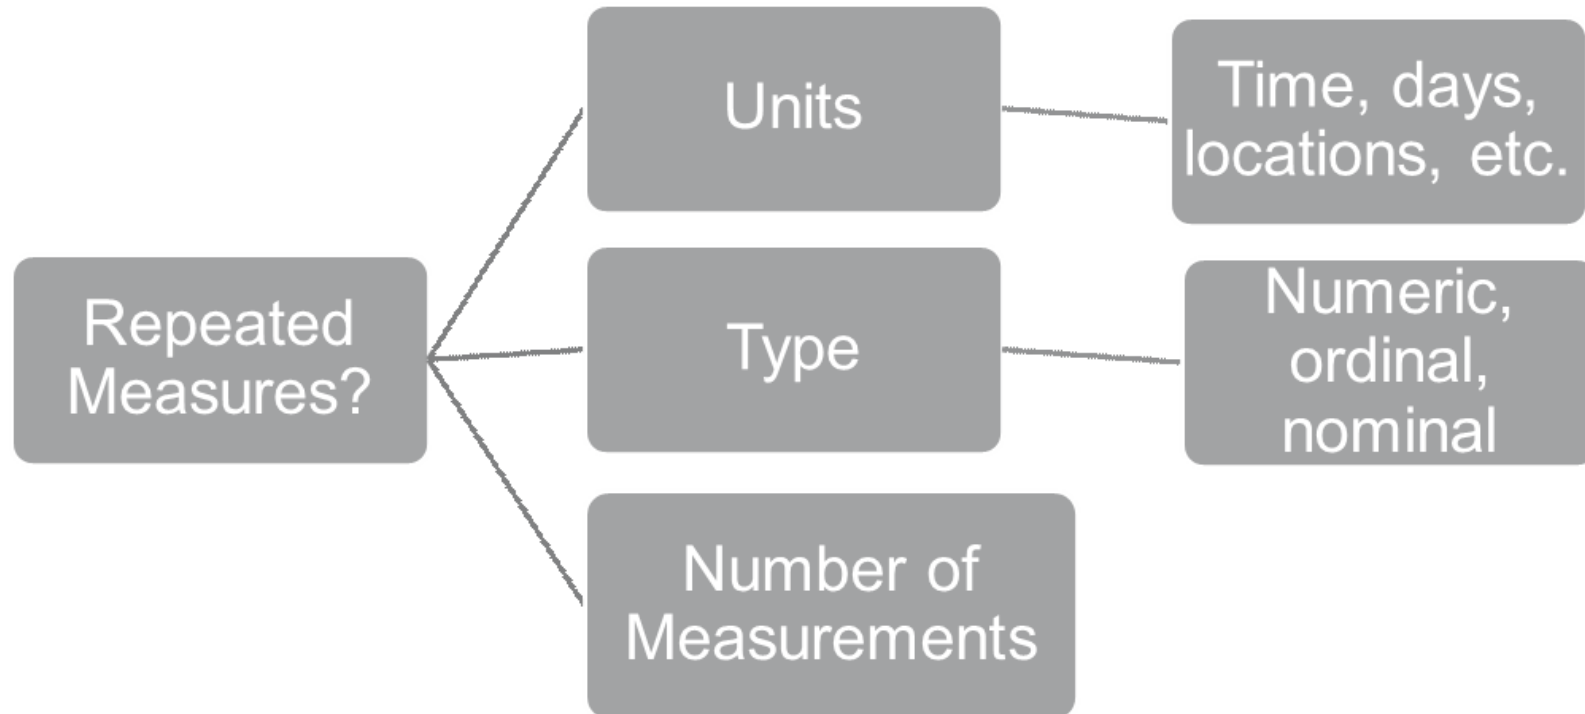 Repeated
Measures?
Units
Time, days,
locations, etc.
Type
Numeric,
ordinal,
nominal
Number of
Measurements